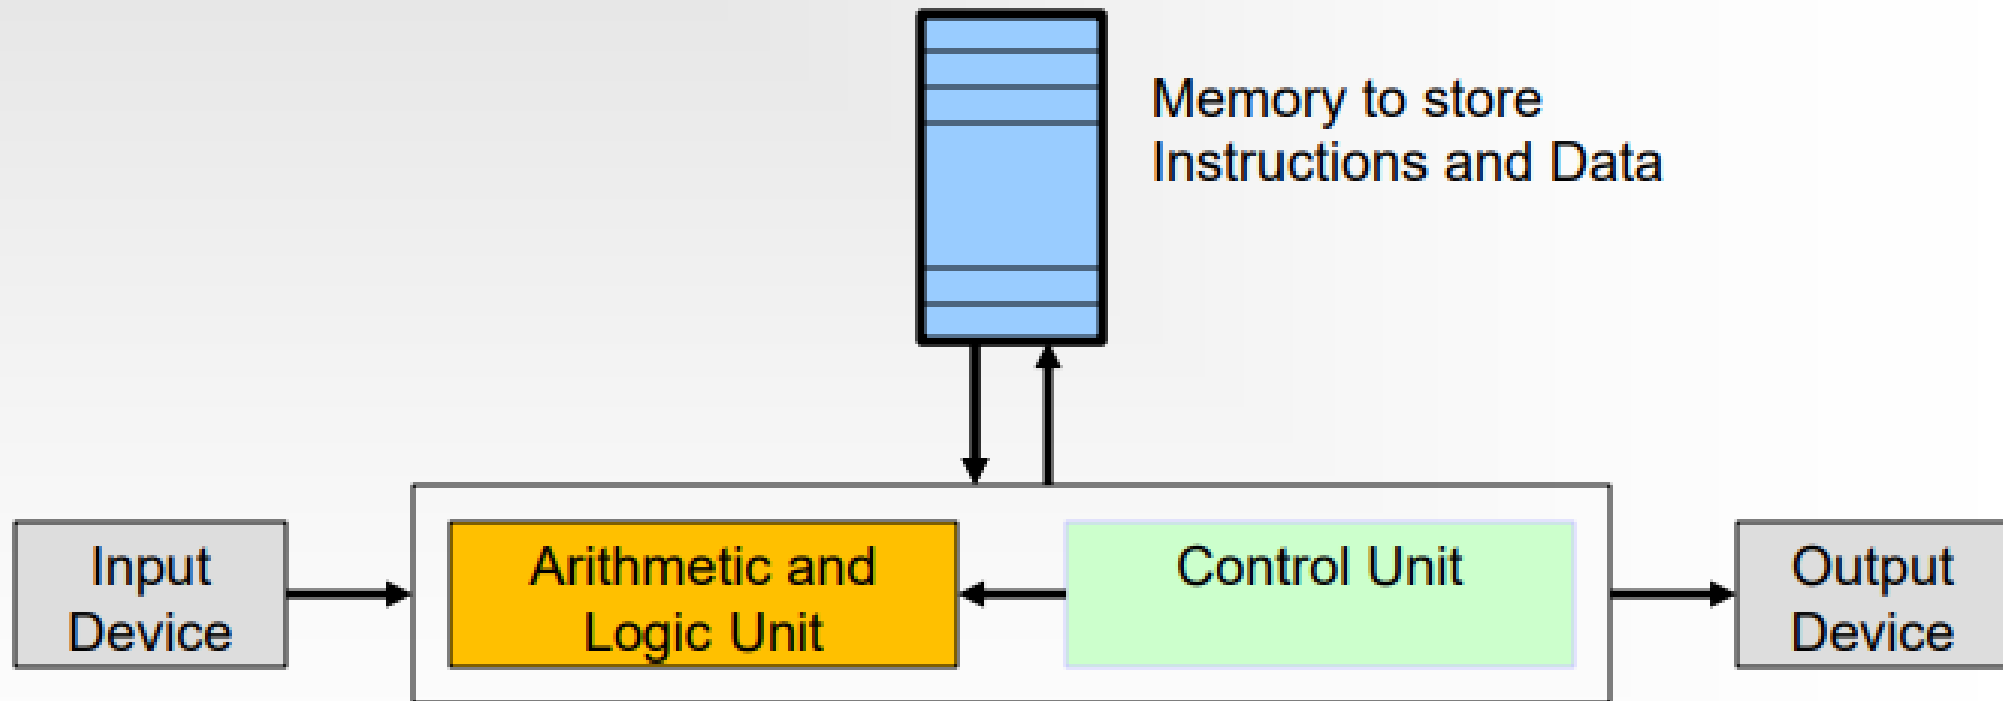 Memory to store
Instructions and Data
Input
Device
Arithmetic and
Logic Unit
Control Unit
Output
Device